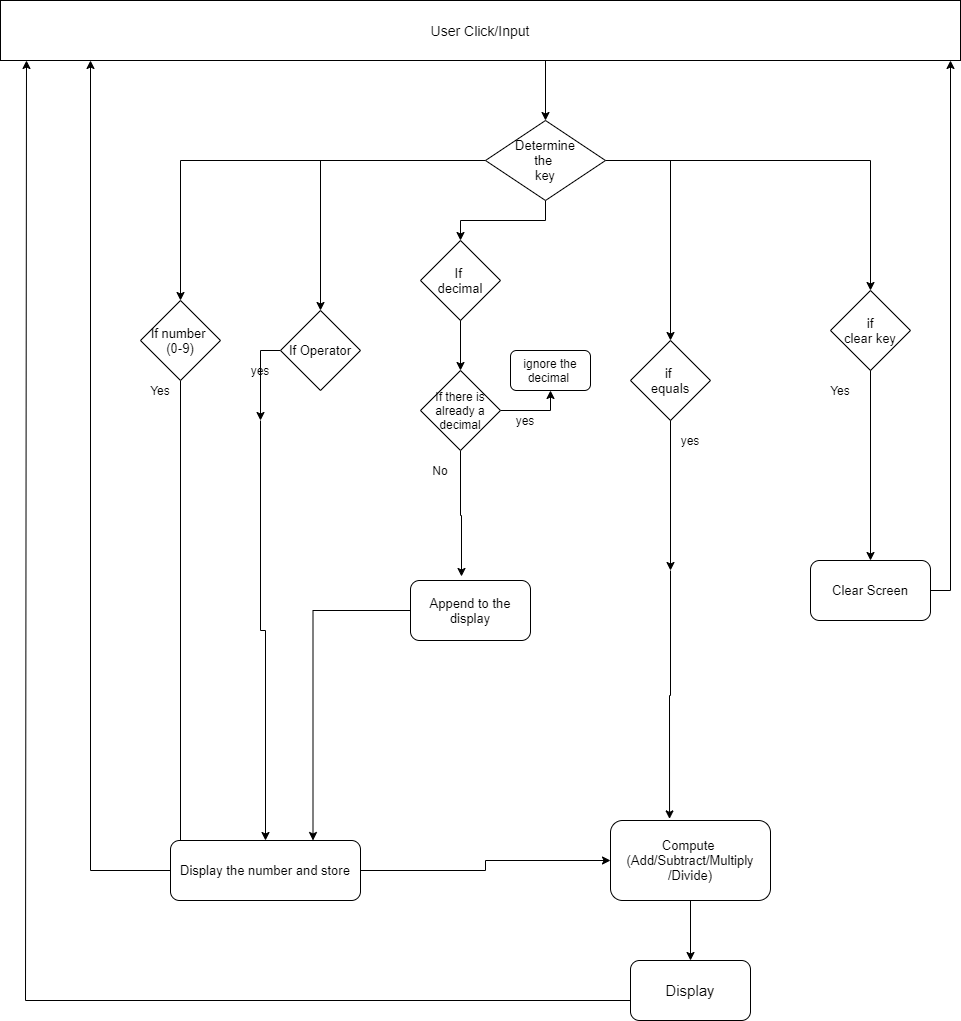 User Click/Input
Determine
the
key
If
decimal
If number
(0-9)
If Operator
yes
Yes
if
clear key
Yes
ignore the
decimal
if
equals
If there is
already a
decimal
yes
yes
No
Append to the
display
Clear Screen
Display the number and store
Compute
(Add/Subtract/Multiply
/Divide)
Display